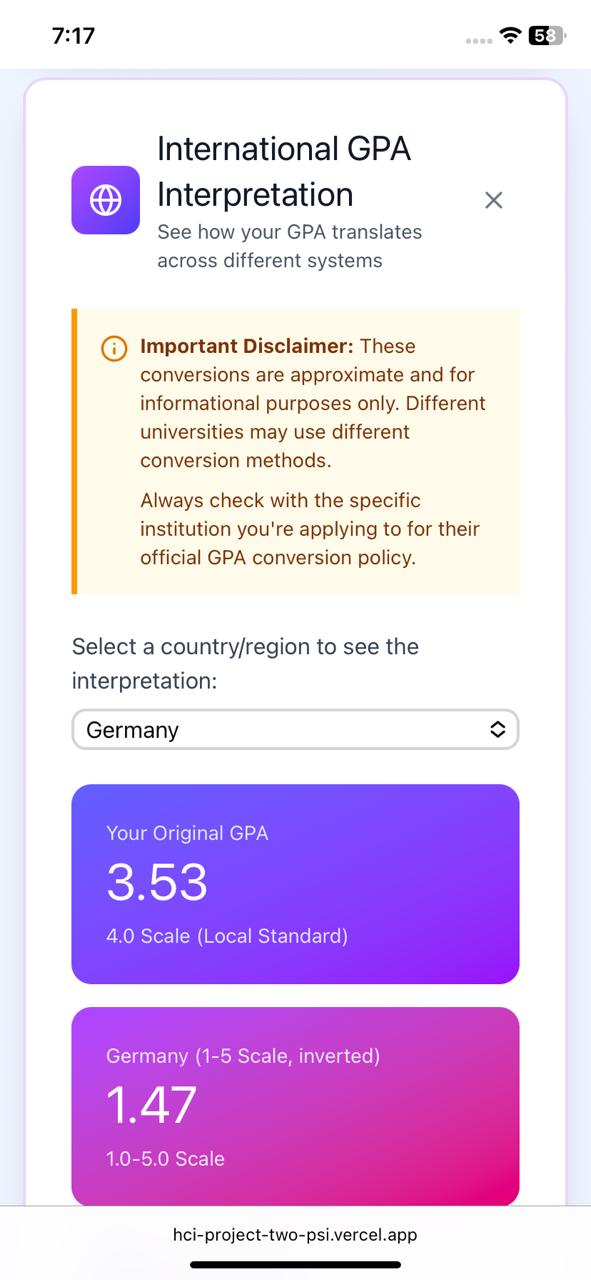 7:17
58
International GPA
Interpretation
See how your GPA translates
across different systems
Important Disclaimer: These
conversions are approximate and for
informational purposes only. Different
universities may use different
conversion methods.
Always check with the specific
institution you're applying to for their
official GPA conversion policy.
Select a country/region to see the
interpretation:
Germany
Your Original GPA
3.53
4.0 Scale (Local Standard)
Germany (1-5 Scale, inverted)
1.47
1.0-5.0 Scale
hci-project-two-psi.vercel.app